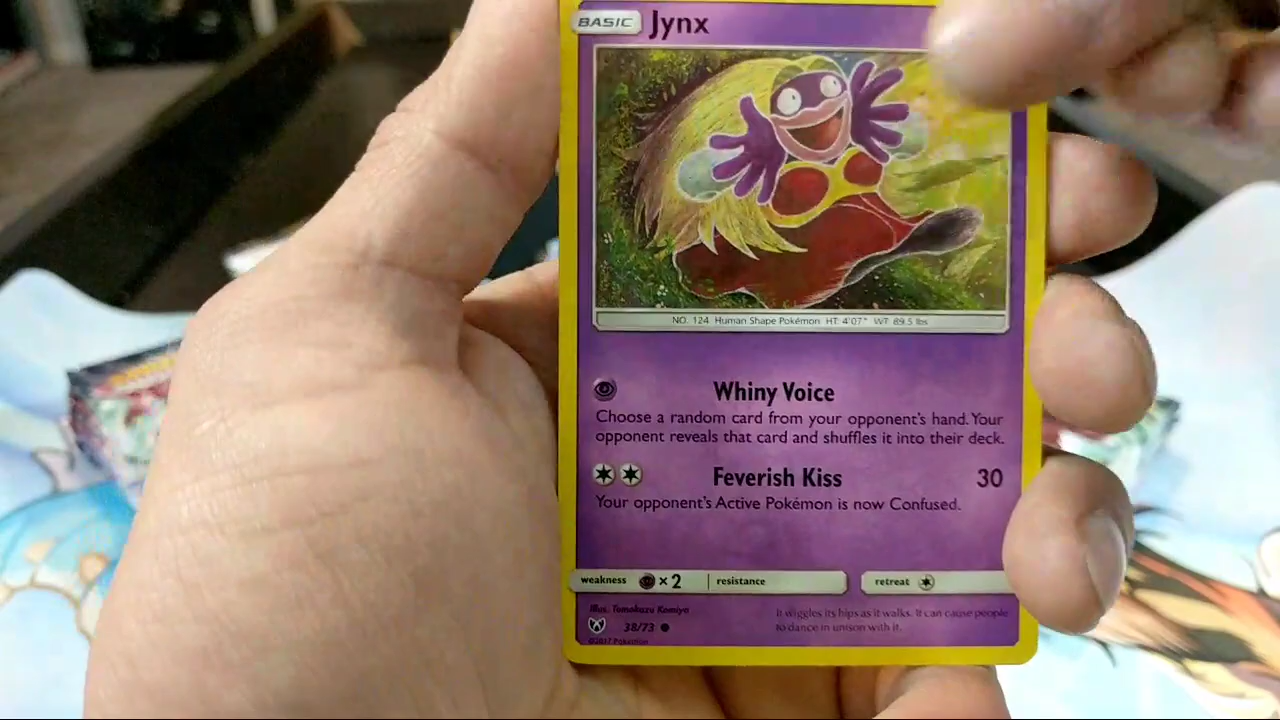 BASIC Jynx
NO. 124 Human Shape Pokémon HT: 4'07" WT: 89.5 lbs
Whiny Voice
Choose a random card from your opponent's hand. Your
opponent reveals that card and shuffles it into their deck.
Feverish Kiss 30
Your opponent's Active Pokémon is now Confused.
weakness × 2 resistance retreat
Illus. Tomokazu Komiya
38/73
©2017 Pokémon
It wiggles its hips as it walks. It can cause people
to dance in unison with it.